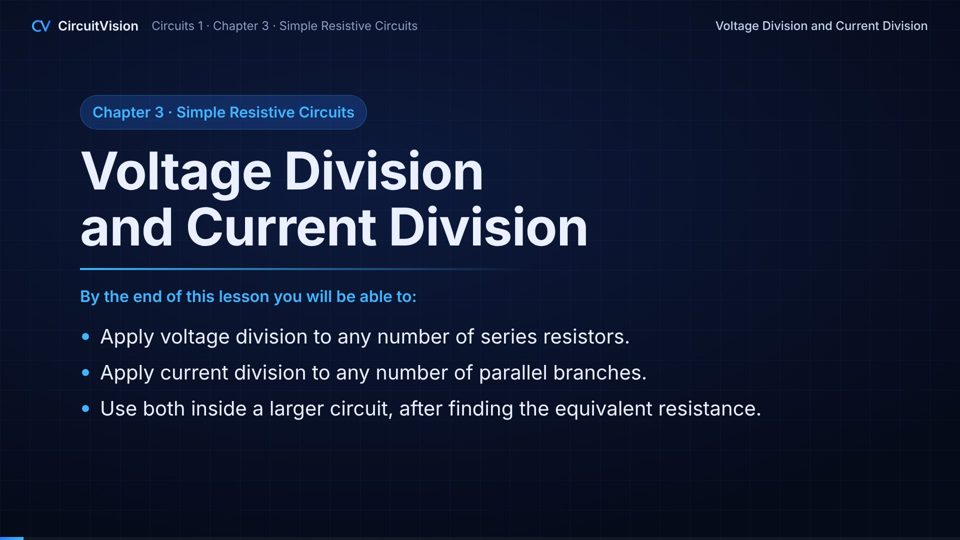 CV CircuitVision Circuits 1 · Chapter 3 · Simple Resistive Circuits
Voltage Division and Current Division
Chapter 3 · Simple Resistive Circuits
Voltage Division
and Current Division
By the end of this lesson you will be able to:
• Apply voltage division to any number of series resistors.
• Apply current division to any number of parallel branches.
• Use both inside a larger circuit, after finding the equivalent resistance.